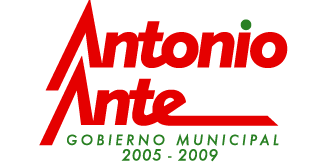 Antonio
Ante
GOBIERNO MUNICIPAL
2005 - 2009